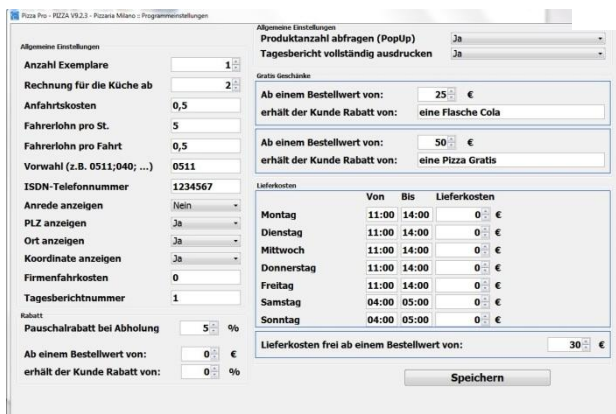 Pizza Pro - PIZZA V9.2.3 - Pizzaria Milano :: Programmeinstellungen
Allgemeine Einstellungen
Anzahl Exemplare 1
Rechnung für die Küche ab 2
Anfahrtskosten 0,5
Fahrerlohn pro St. 5
Fahrerlohn pro Fahrt 0,5
Vorwahl (z.B. 0511;040; ...) 0511
ISDN-Telefonnummer 1234567
Anrede anzeigen Nein
PLZ anzeigen Ja
Ort anzeigen Ja
Koordinate anzeigen Ja
Firmenfahrkosten 0
Tagesberichtnummer 1
Rabatt
Pauschalrabatt bei Abholung 5 %
Ab einem Bestellwert von: 0 €
erhält der Kunde Rabatt von: 0 %
Allgemeine Einstellungen
Produktanzahl abfragen (PopUp) Ja
Tagesbericht vollständig ausdrucken Ja
Gratis Geschänke
Ab einem Bestellwert von: 25 €
erhält der Kunde Rabatt von: eine Flasche Cola
Ab einem Bestellwert von: 50 €
erhält der Kunde Rabatt von: eine Pizza Gratis
Lieferkosten
Von Bis Lieferkosten
Montag 11:00 14:00 0 €
Dienstag 11:00 14:00 0 €
Mittwoch 11:00 14:00 0 €
Donnerstag 11:00 14:00 0 €
Freitag 11:00 14:00 0 €
Samstag 04:00 05:00 0 €
Sonntag 04:00 05:00 0 €
Lieferkosten frei ab einem Bestellwert von: 30 €
Speichern